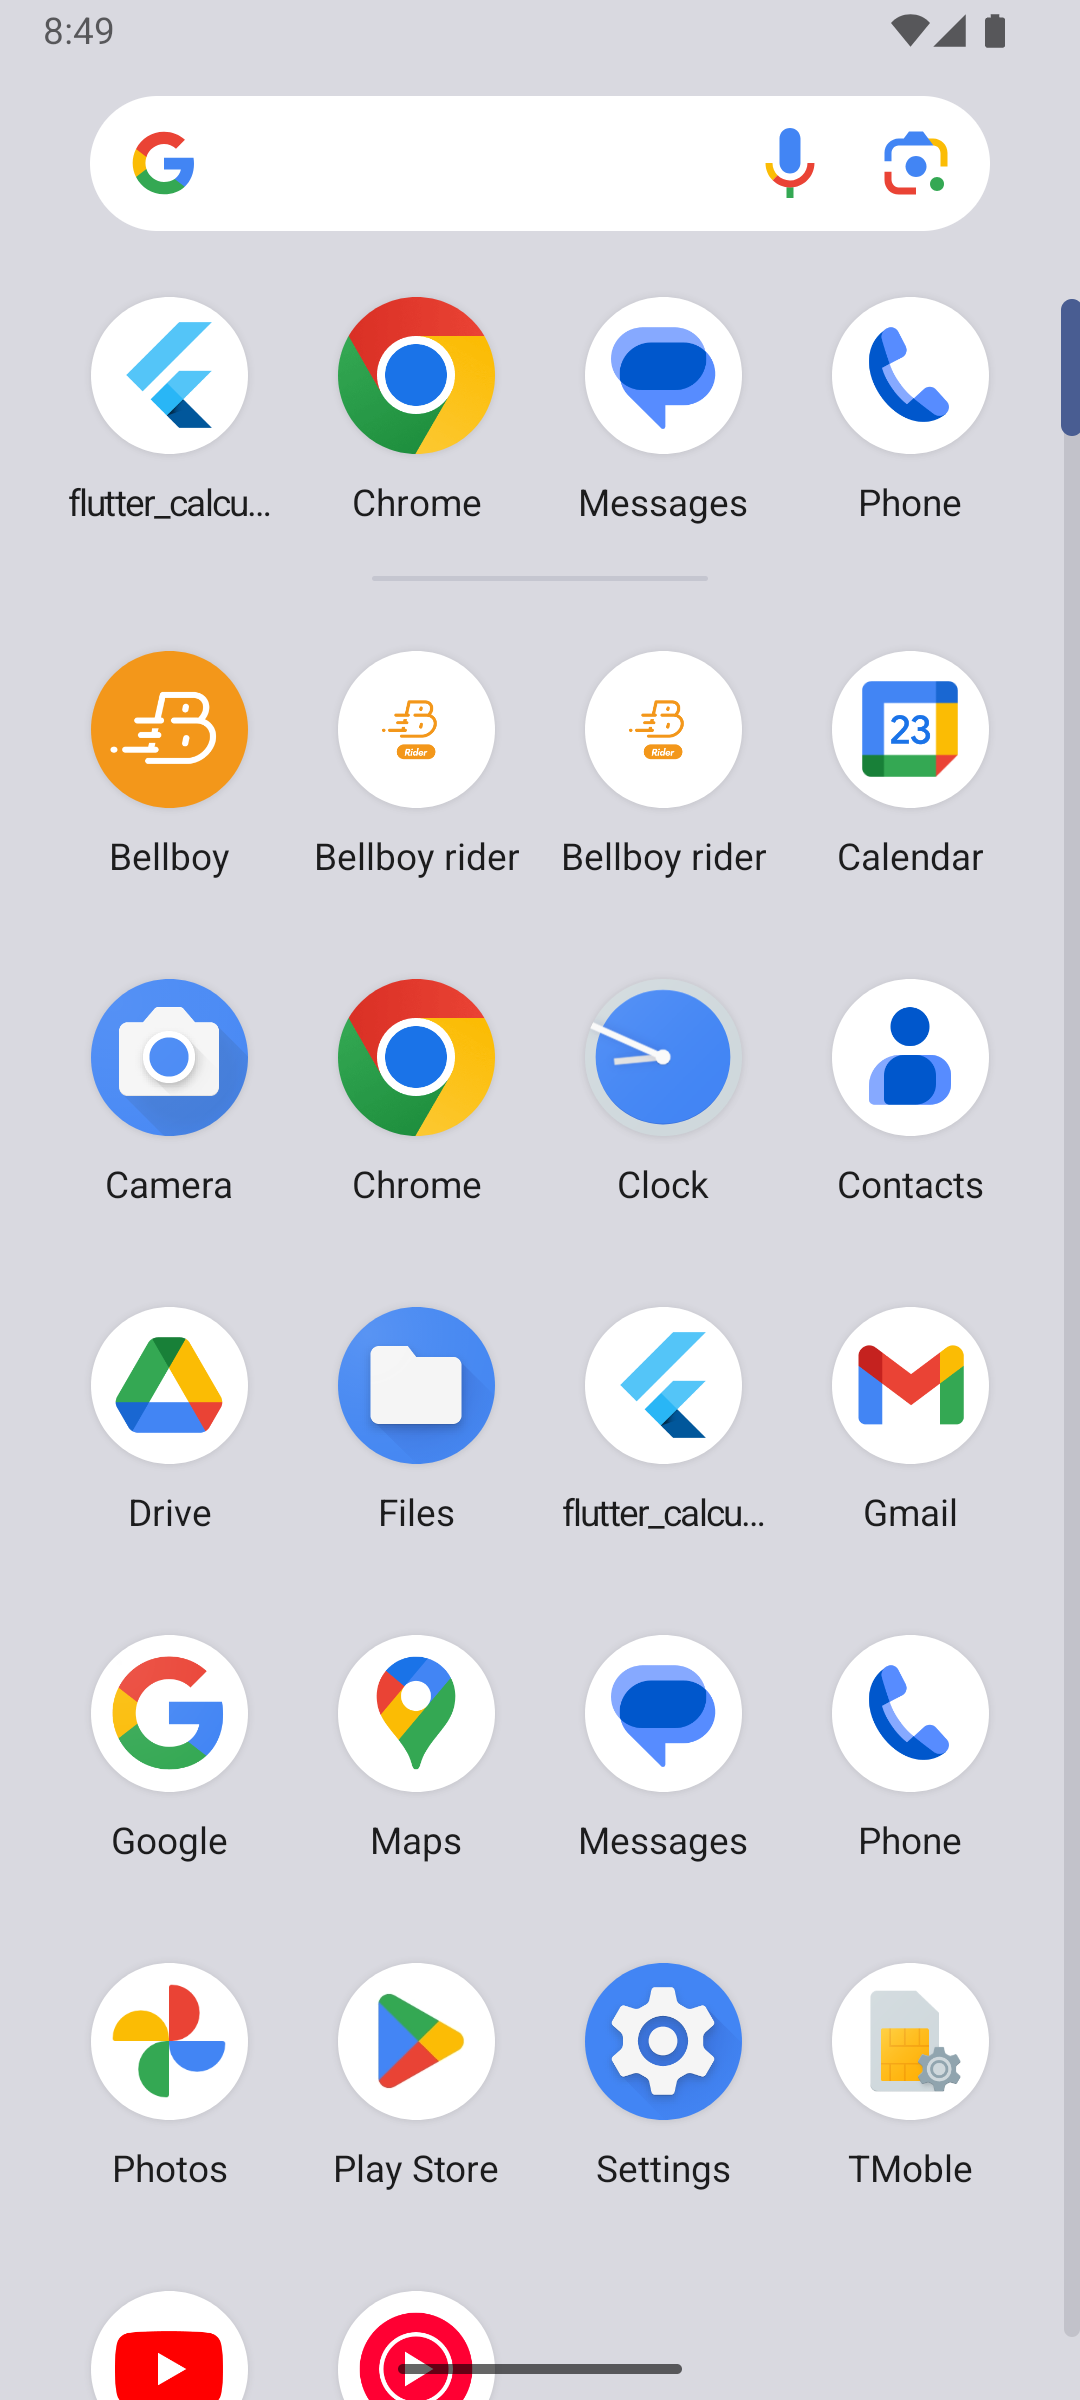 8:49
flutter_calcu... Chrome Messages Phone
Rider Rider 23
Bellboy Bellboy rider Bellboy rider Calendar
Camera Chrome Clock Contacts
Drive Files flutter_calcu... Gmail
Google Maps Messages Phone
Photos Play Store Settings TMoble